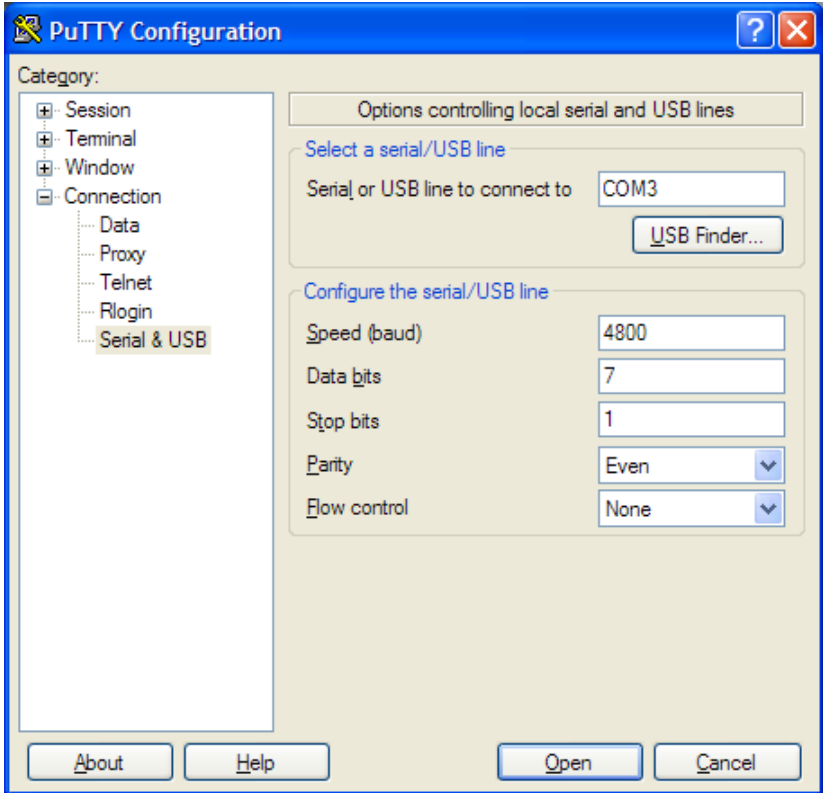 PuTTY Configuration
Category:
Session
Terminal
Window
Connection
Data
Proxy
Telnet
Rlogin
Serial & USB
Options controlling local serial and USB lines
Select a serial/USB line
Serial or USB line to connect to COM3
USB Finder...
Configure the serial/USB line
Speed (baud) 4800
Data bits 7
Stop bits 1
Parity Even
Flow control None
About Help Open Cancel